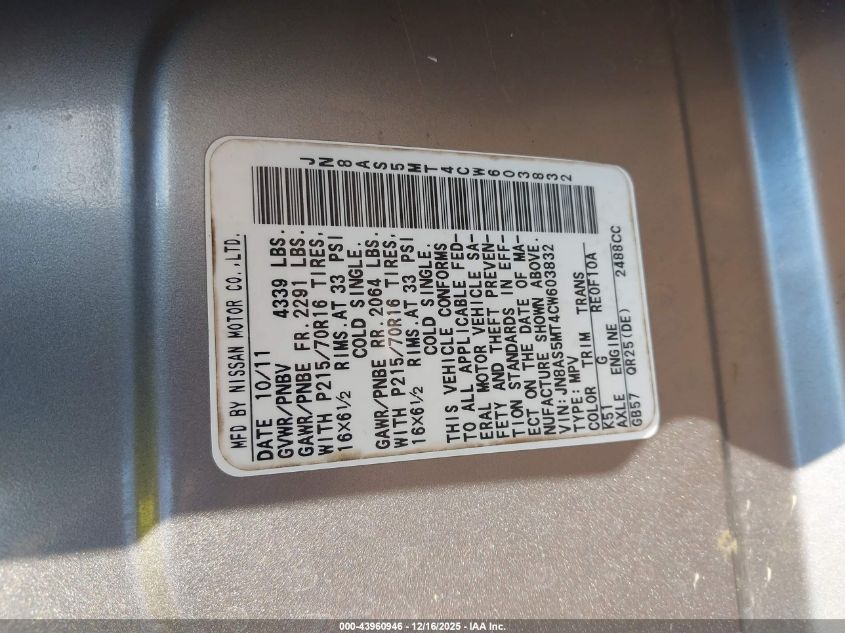 MFD BY NISSAN MOTOR CO.,LTD.
DATE 10/11
GVWR/PNBV 4339 LBS.
GAWR/PNBE FR. 2291 LBS.
WITH P215/70R16 TIRES,
16X6 1/2 RIMS. AT 33 PSI
COLD SINGLE.
GAWR/PNBE RR. 2064 LBS.
WITH P215/70R16 TIRES,
16X6 1/2 RIMS. AT 33 PSI
COLD SINGLE.
THIS VEHICLE CONFORMS
TO ALL APPLICABLE FED-
ERAL MOTOR VEHICLE SA-
FETY AND THEFT PREVEN-
TION STANDARDS IN EFF-
ECT ON THE DATE OF MA-
NUFACTURE SHOWN ABOVE.
VIN:JN8AS5MT4CW603832
TYPE:MPV
COLOR TRIM TRANS
K51 G RE0F10A
AXLE ENGINE
GB57 QR25(DE) 2488CC
JN8AS5MT4CW603832
000-43960946 - 12/16/2025 - IAA Inc.